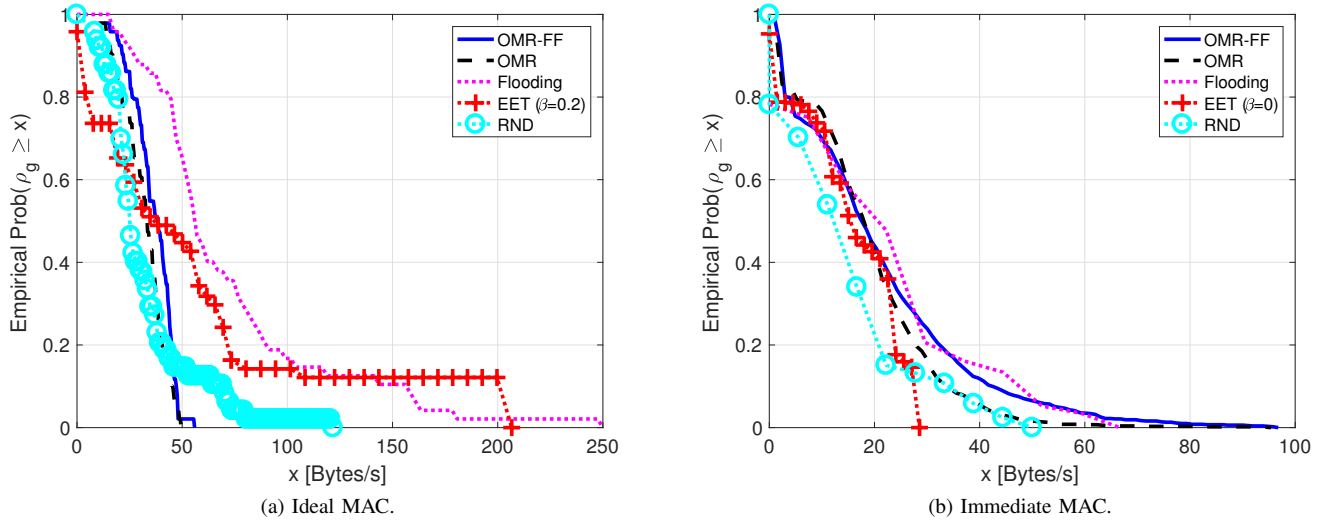 1
0.8
0.6
0.4
0.2
0
Empirical Prob(ρg ≥ x)
0 50 100 150 200 250
x [Bytes/s]
OMR-FF
OMR
Flooding
EET (β=0.2)
RND
(a) Ideal MAC.
1
0.8
0.6
0.4
0.2
0
Empirical Prob(ρg ≥ x)
0 20 40 60 80 100
x [Bytes/s]
OMR-FF
OMR
Flooding
EET (β=0)
RND
(b) Immediate MAC.